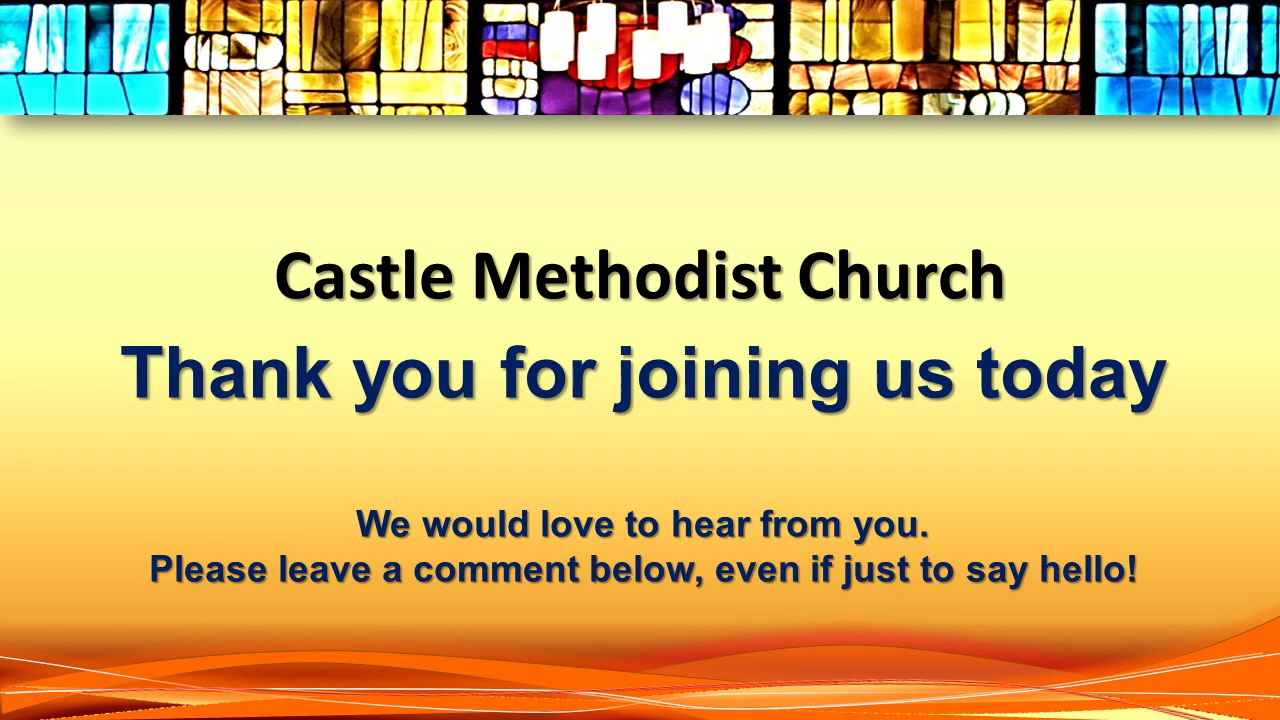 Castle Methodist Church
Thank you for joining us today
We would love to hear from you.
Please leave a comment below, even if just to say hello!